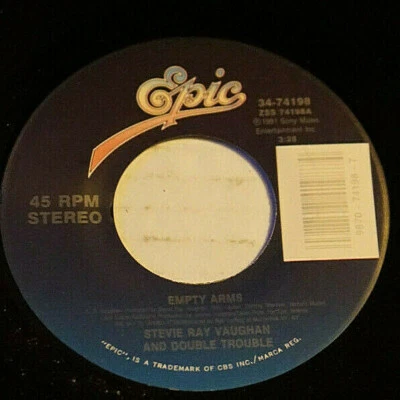 Epic
34-74198
ZSS 74198A
℗ 1991 Sony Music
Entertainment Inc.
3:28
45 RPM
STEREO
EMPTY ARMS
STEVIE RAY VAUGHAN
AND DOUBLE TROUBLE
"EPIC", IS A TRADEMARK OF CBS INC./MARCA REG.